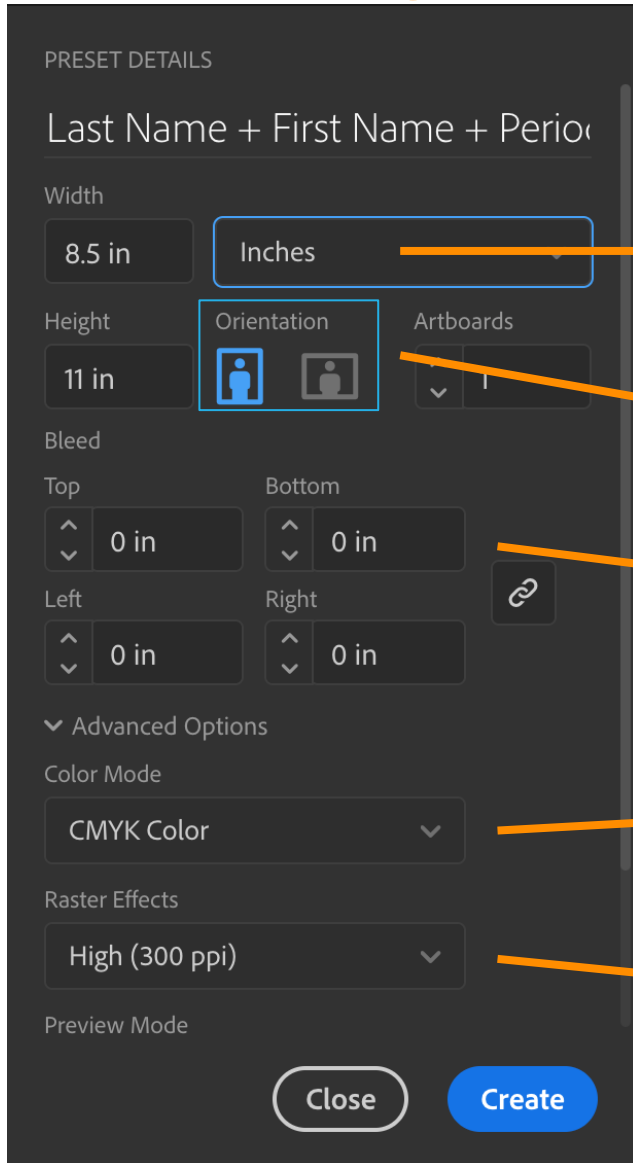 PRESET DETAILS
Last Name + First Name + Perio
Width
8.5 in Inches
Height Orientation Artboards
11 in 1
Bleed
Top Bottom
0 in 0 in
Left Right
0 in 0 in
Advanced Options
Color Mode
CMYK Color
Raster Effects
High (300 ppi)
Preview Mode
Close Create